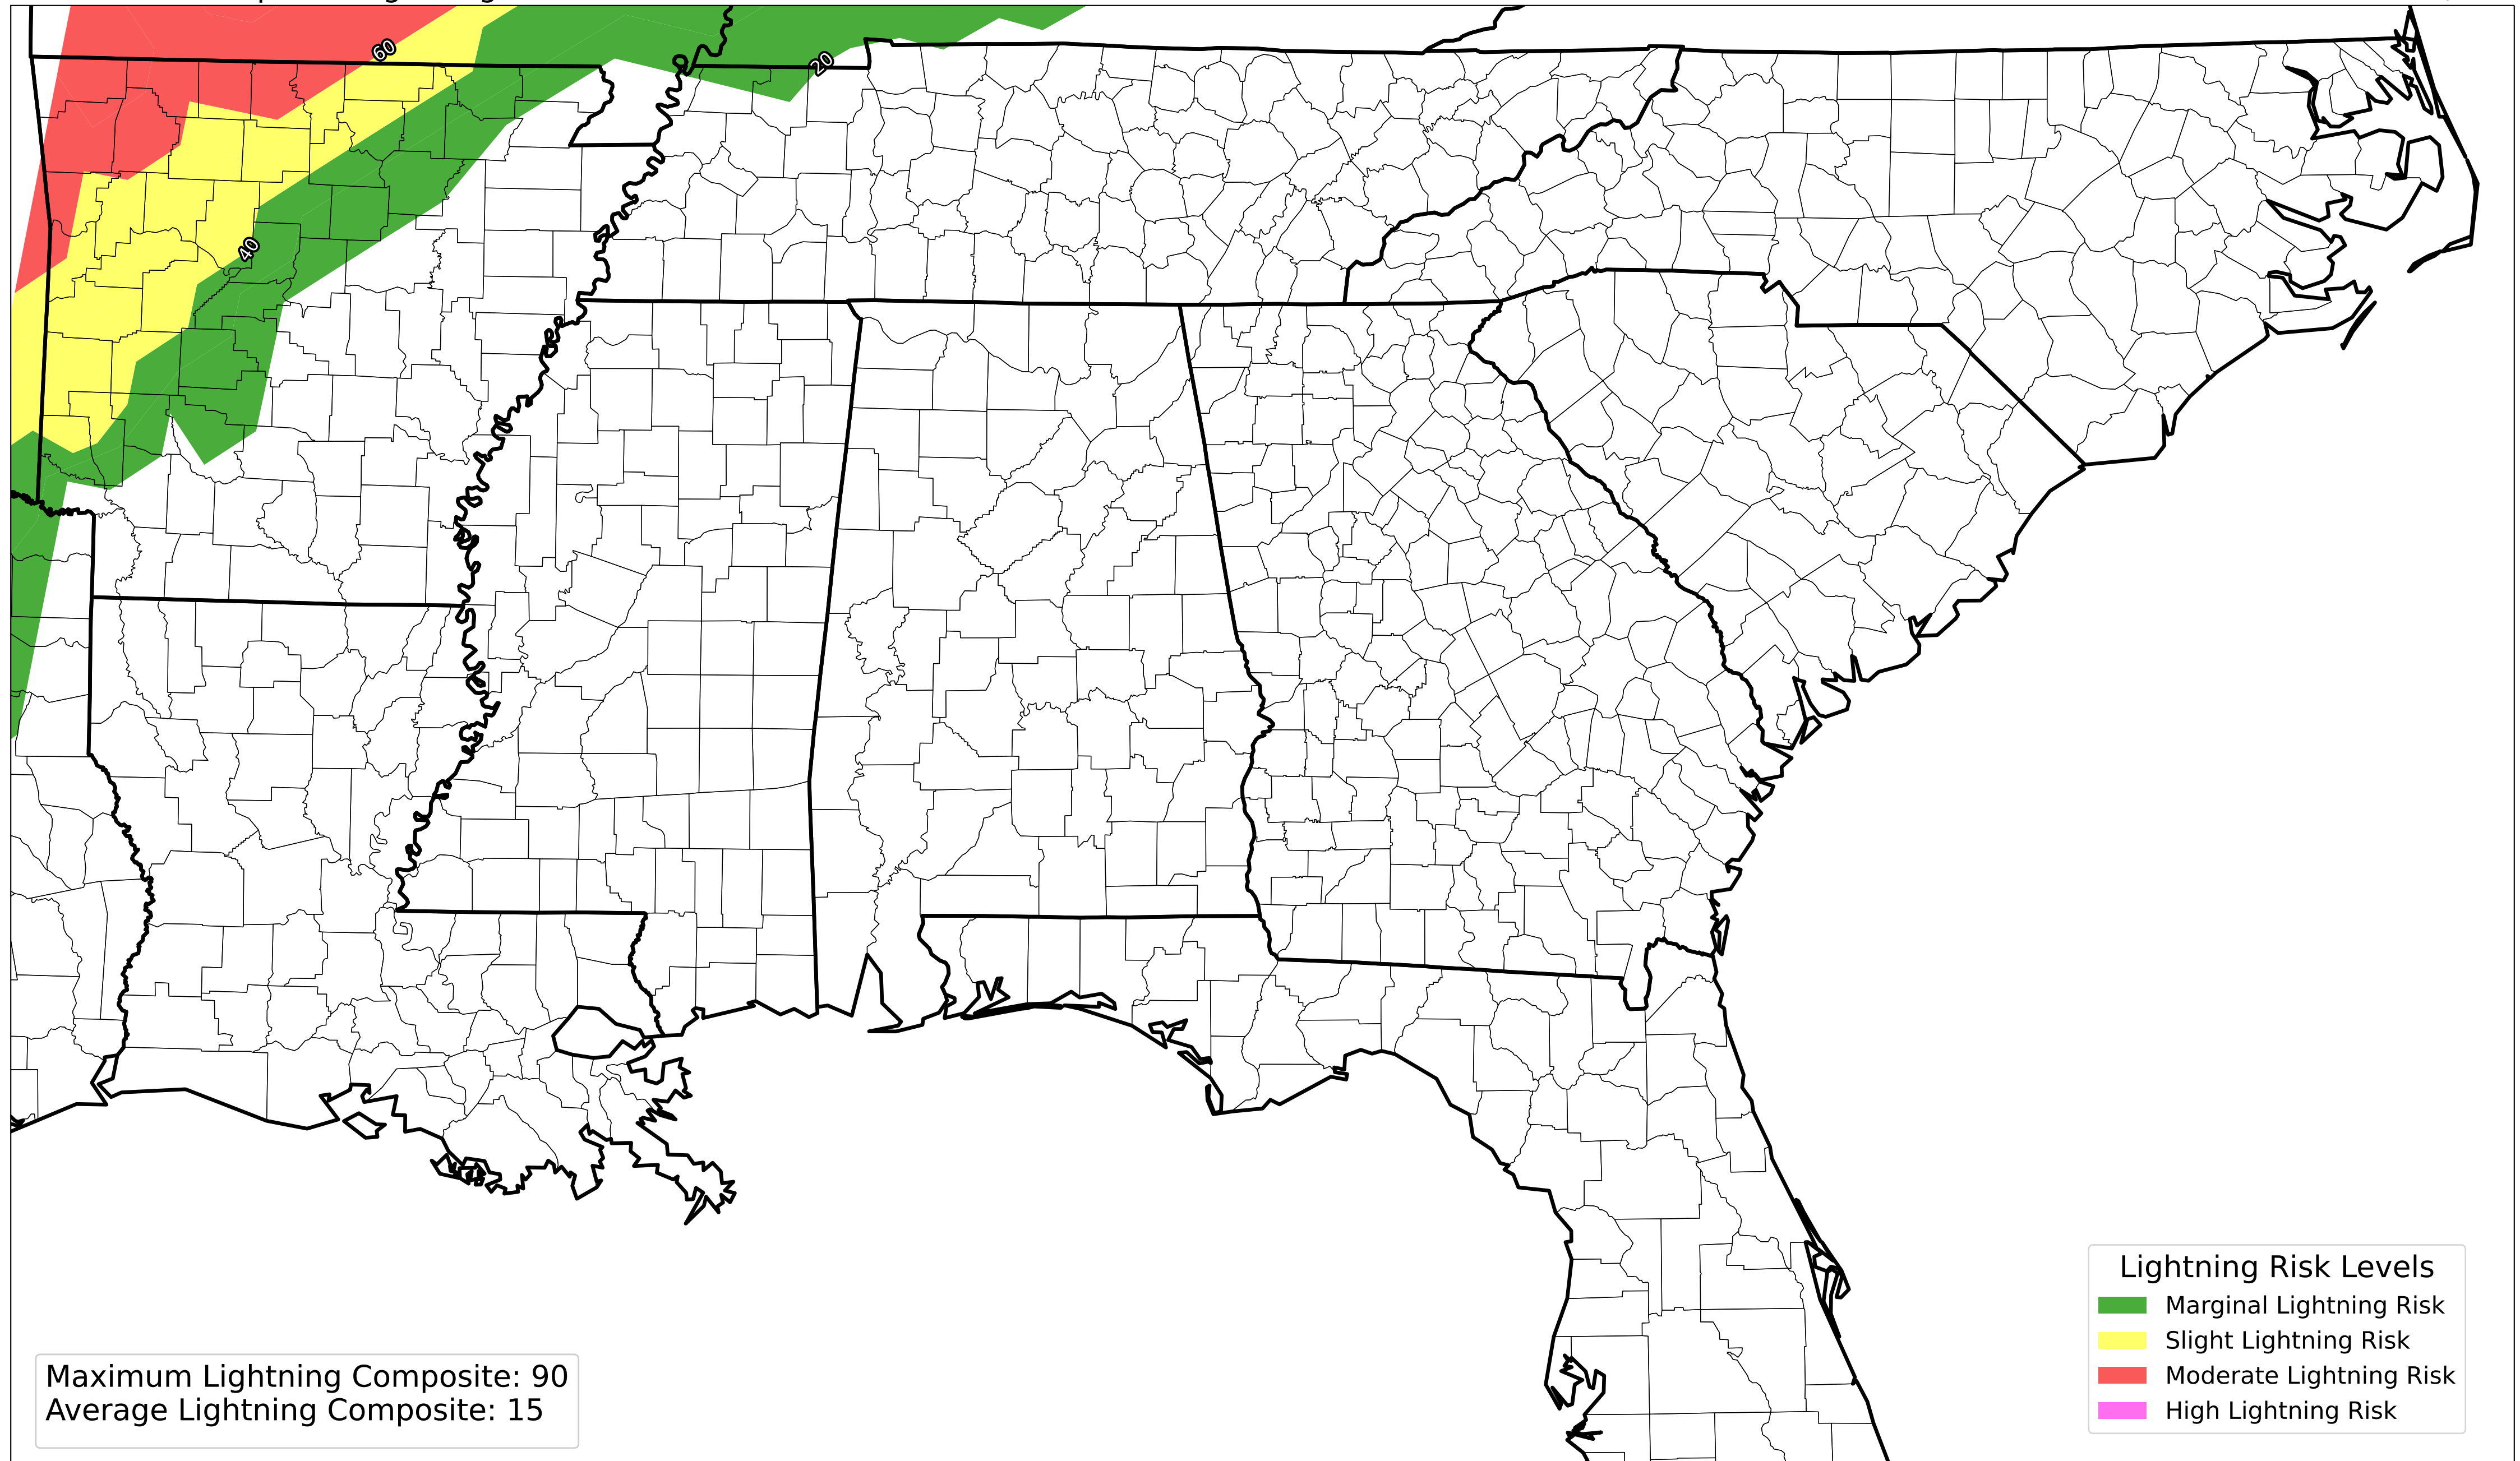 60
20
40
Lightning Risk Levels
Marginal Lightning Risk
Slight Lightning Risk
Moderate Lightning Risk
High Lightning Risk
Maximum Lightning Composite: 90
Average Lightning Composite: 15